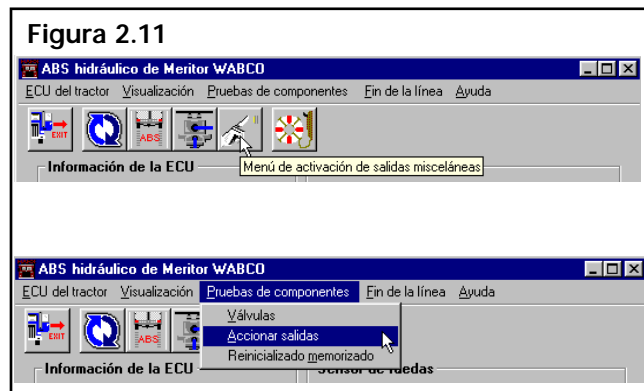 Figura 2.11
ABS hidráulico de Meritor WABCO
ECU del tractor Visualización Pruebas de componentes Fin de la línea Ayuda
EXIT ABS
Información de la ECU
Menú de activación de salidas misceláneas
ABS hidráulico de Meritor WABCO
ECU del tractor Visualización Pruebas de componentes Fin de la línea Ayuda
EXIT ABS
Válvulas
Accionar salidas
Reinicializado memorizado
Información de la ECU Sensor de ruedas